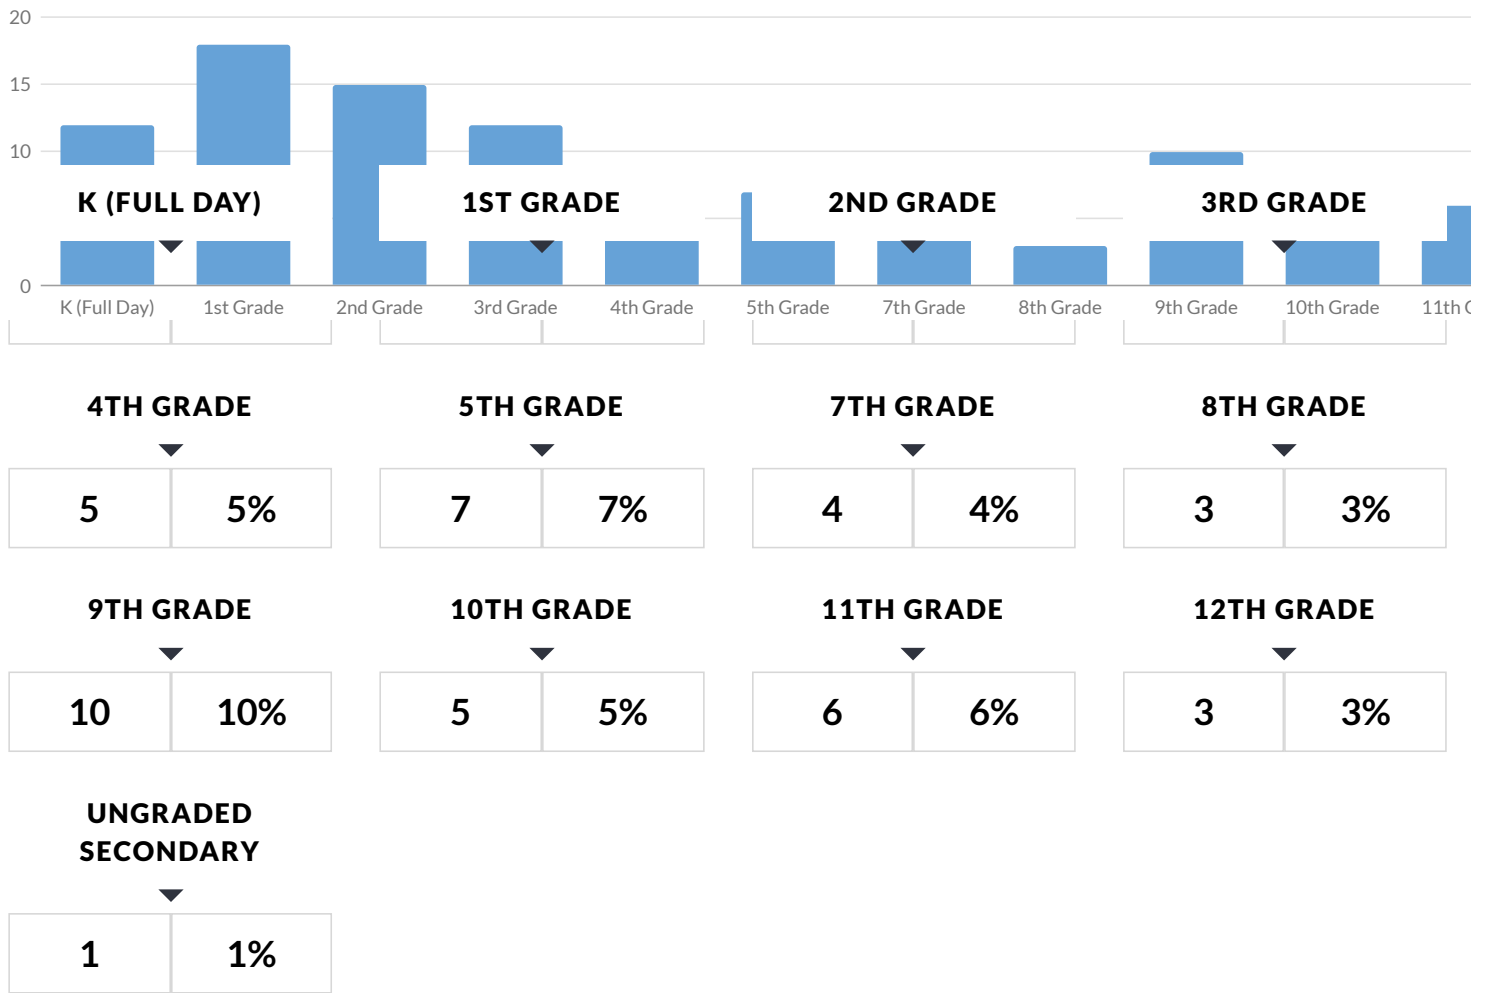 20
15
10
K (FULL DAY) 1ST GRADE 2ND GRADE 3RD GRADE
0
K (Full Day) 1st Grade 2nd Grade 3rd Grade 4th Grade 5th Grade 7th Grade 8th Grade 9th Grade 10th Grade 11th
4TH GRADE 5TH GRADE 7TH GRADE 8TH GRADE
5 5% 7 7% 4 4% 3 3%
9TH GRADE 10TH GRADE 11TH GRADE 12TH GRADE
10 10% 5 5% 6 6% 3 3%
UNGRADED
SECONDARY
1 1%